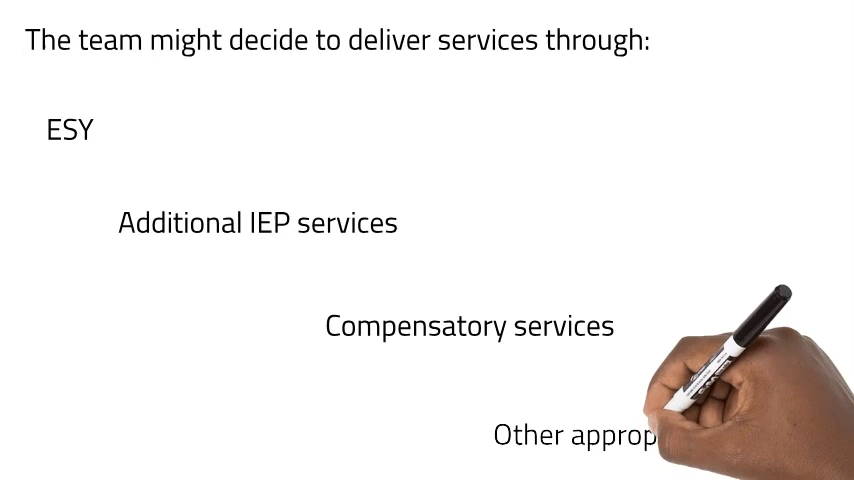 The team might decide to deliver services through:
ESY
Additional IEP services
Compensatory services
Other approp